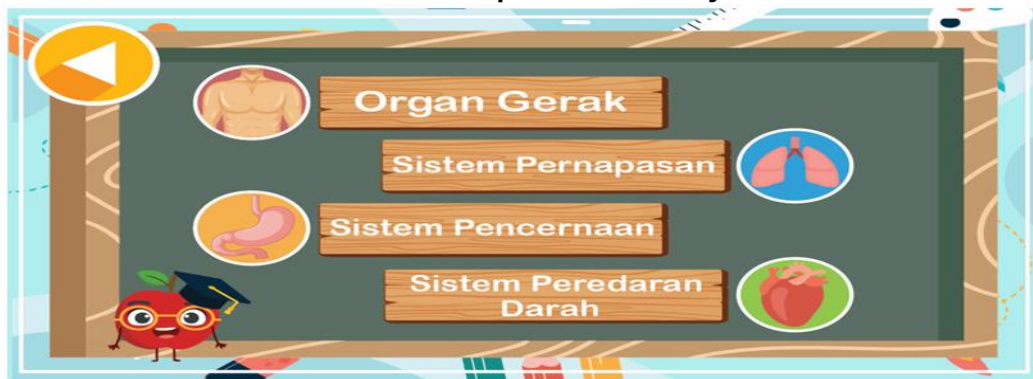 Organ Gerak
Sistem Pernapasan
Sistem Pencernaan
Sistem Peredaran
Darah